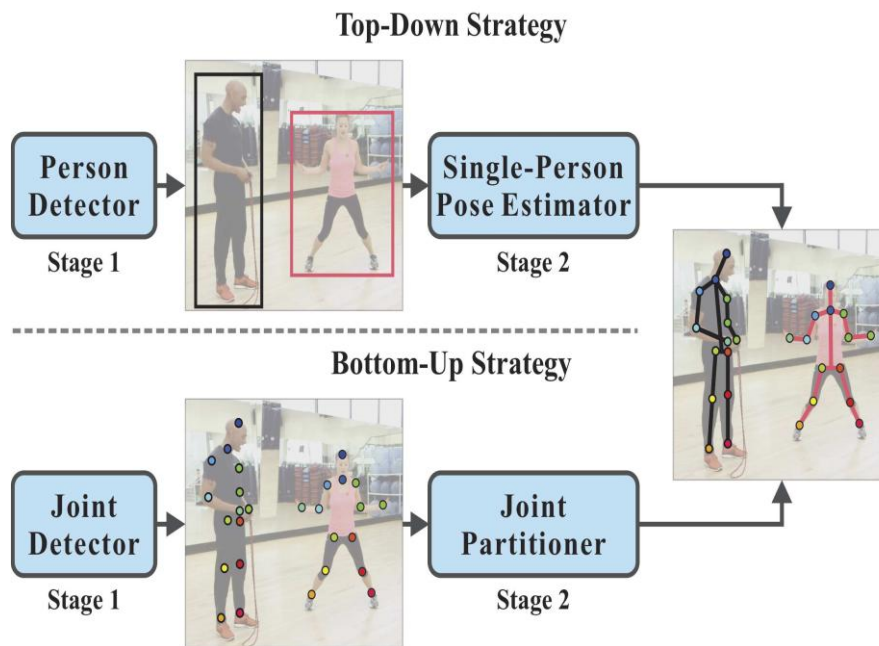 Top-Down Strategy
Person
Detector
Stage 1
Single-Person
Pose Estimator
Stage 2
Bottom-Up Strategy
Joint
Detector
Stage 1
Joint
Partitioner
Stage 2